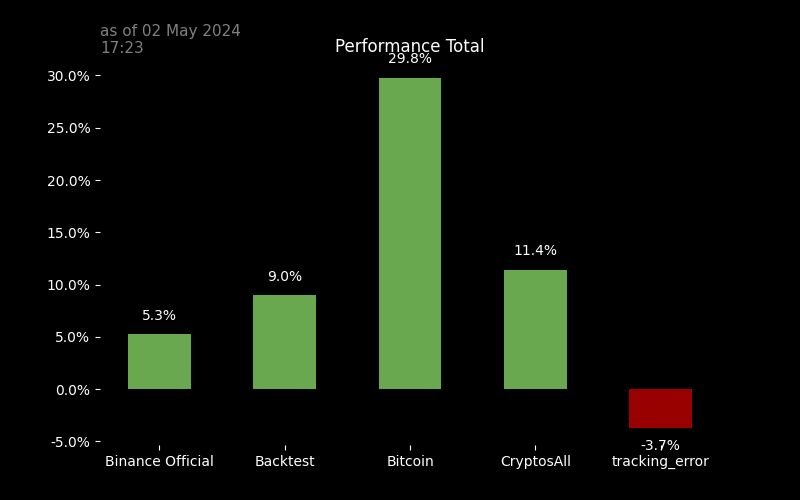 as of 02 May 2024
17:23
Performance Total
30.0%
25.0%
20.0%
15.0%
10.0%
5.0%
0.0%
-5.0%
5.3%
9.0%
29.8%
11.4%
-3.7%
Binance Official
Backtest
Bitcoin
CryptosAll
tracking_error